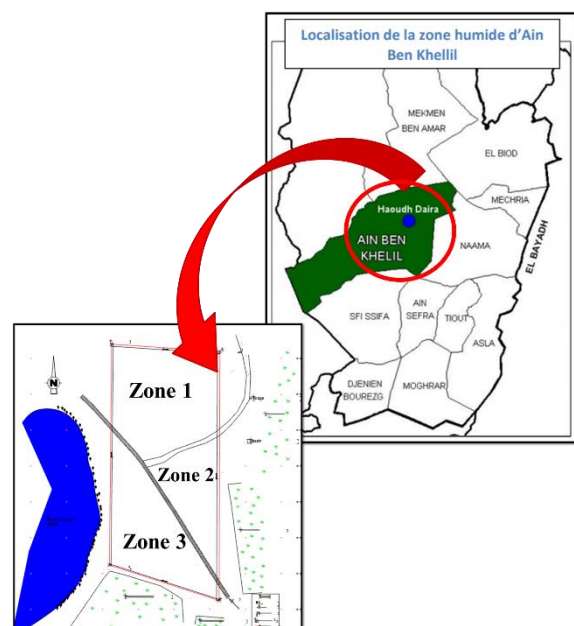 Localisation de la zone humide d'Ain
Ben Khellil
MEKMEN
BEN AMAR
EL BIOD
MECHRIA
Haoudh Daira
AIN BEN
KHELIL
NAAMA
EL BAYADH
SFI SSIFA
AIN
SEFRA
TIOUT
ASLA
DJENIEN
BOUREZG
MOGHRAR
Zone 1
N
Zone 2
Zone 3